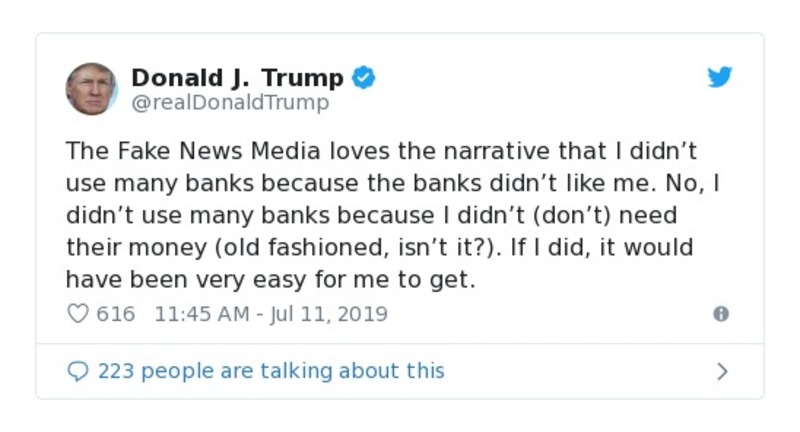 Donald J. Trump
@realDonaldTrump
The Fake News Media loves the narrative that I didn’t
use many banks because the banks didn’t like me. No, I
didn’t use many banks because I didn’t (don’t) need
their money (old fashioned, isn’t it?). If I did, it would
have been very easy for me to get.
616 11:45 AM - Jul 11, 2019
223 people are talking about this